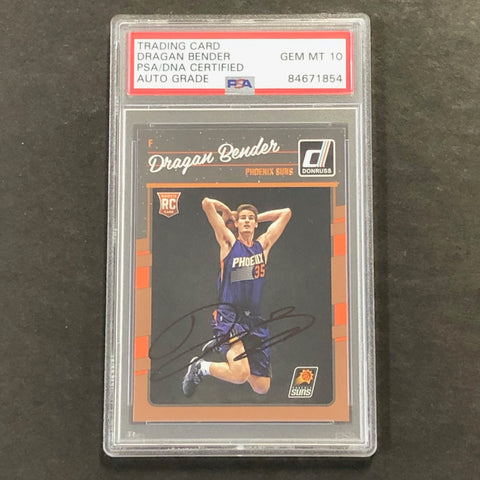 TRADING CARD
DRAGAN BENDER GEM MT 10
PSA/DNA CERTIFIED
AUTO GRADE PSA 84671854
F
Dragan Bender
PHOENIX SUNS
DONRUSS
RC
PHOENIX
35
SUNS